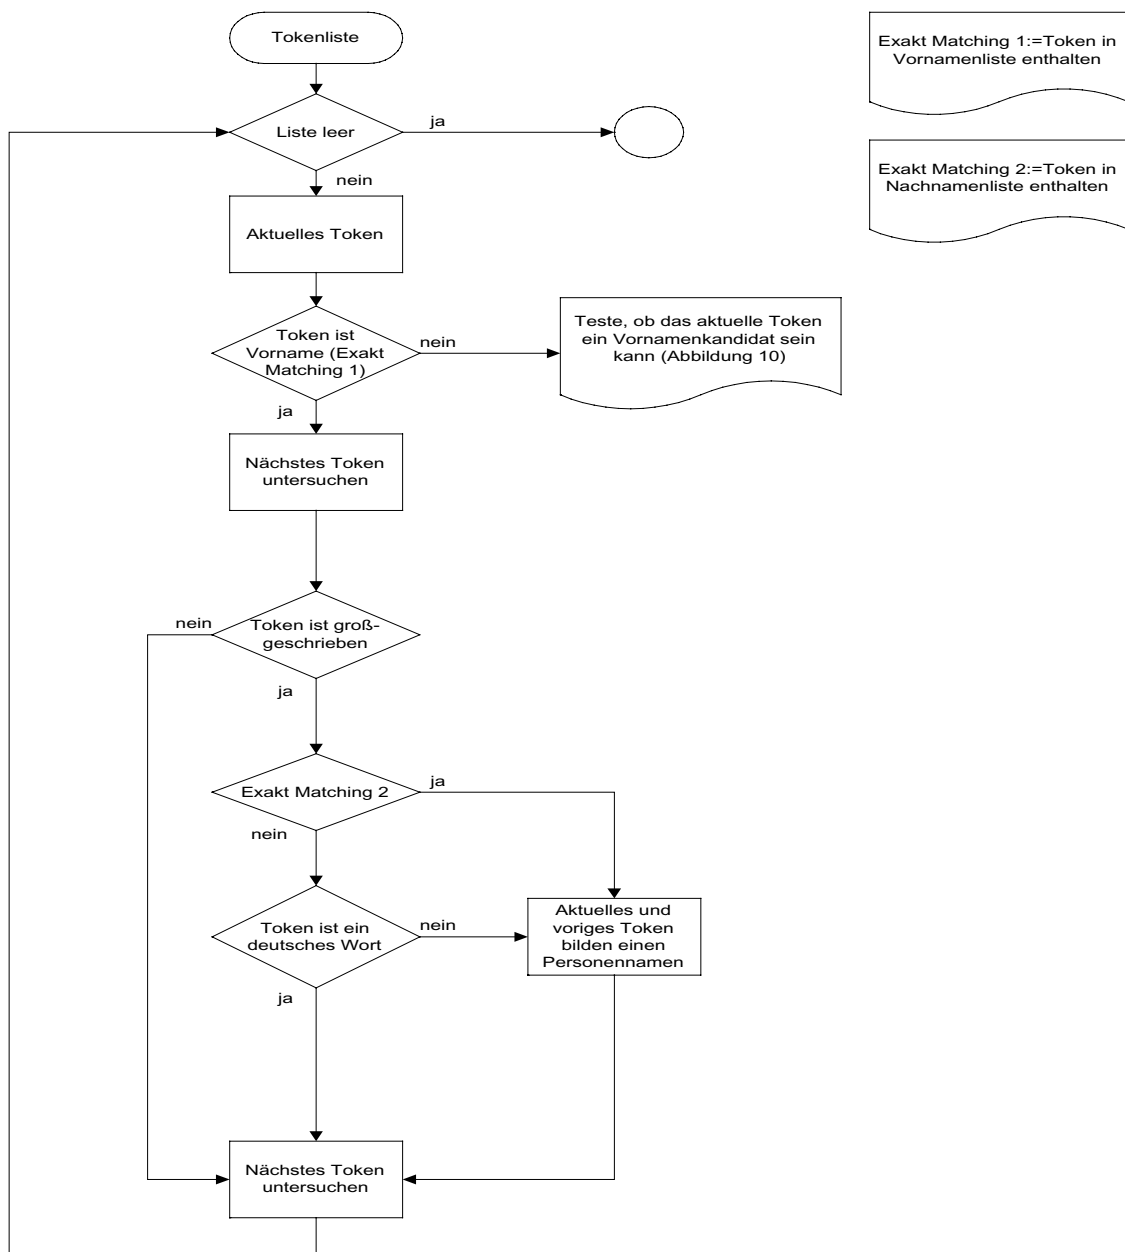 Tokenliste
Exakt Matching 1:=Token in
Vornamenliste enthalten
Liste leer
ja
nein
Exakt Matching 2:=Token in
Nachnamenliste enthalten
Aktuelles Token
Token ist
Vorname (Exakt
Matching 1)
nein
Teste, ob das aktuelle Token
ein Vornamenkandidat sein
kann (Abbildung 10)
ja
Nächstes Token
untersuchen
Token ist groß-
geschrieben
nein
ja
Exakt Matching 2
ja
nein
Token ist ein
deutsches Wort
nein
Aktuelles und
voriges Token
bilden einen
Personennamen
ja
Nächstes Token
untersuchen